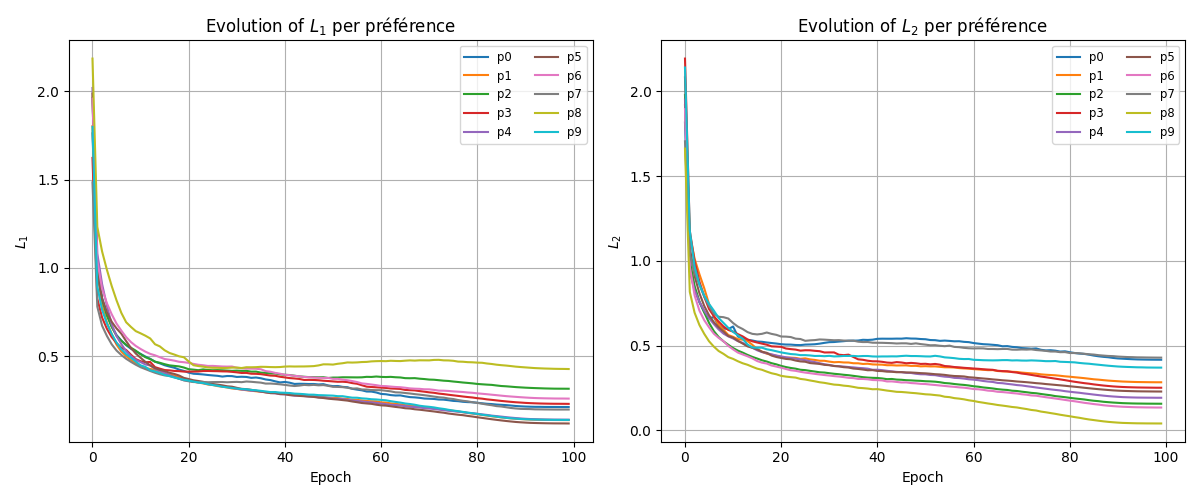 Evolution of L₁ per préférence
L₁
2.0
1.5
1.0
0.5
0
20
40
60
80
100
Epoch
p0
p1
p2
p3
p4
p5
p6
p7
p8
p9
Evolution of L₂ per préférence
L₂
2.0
1.5
1.0
0.5
0.0
0
20
40
60
80
100
Epoch
p0
p1
p2
p3
p4
p5
p6
p7
p8
p9